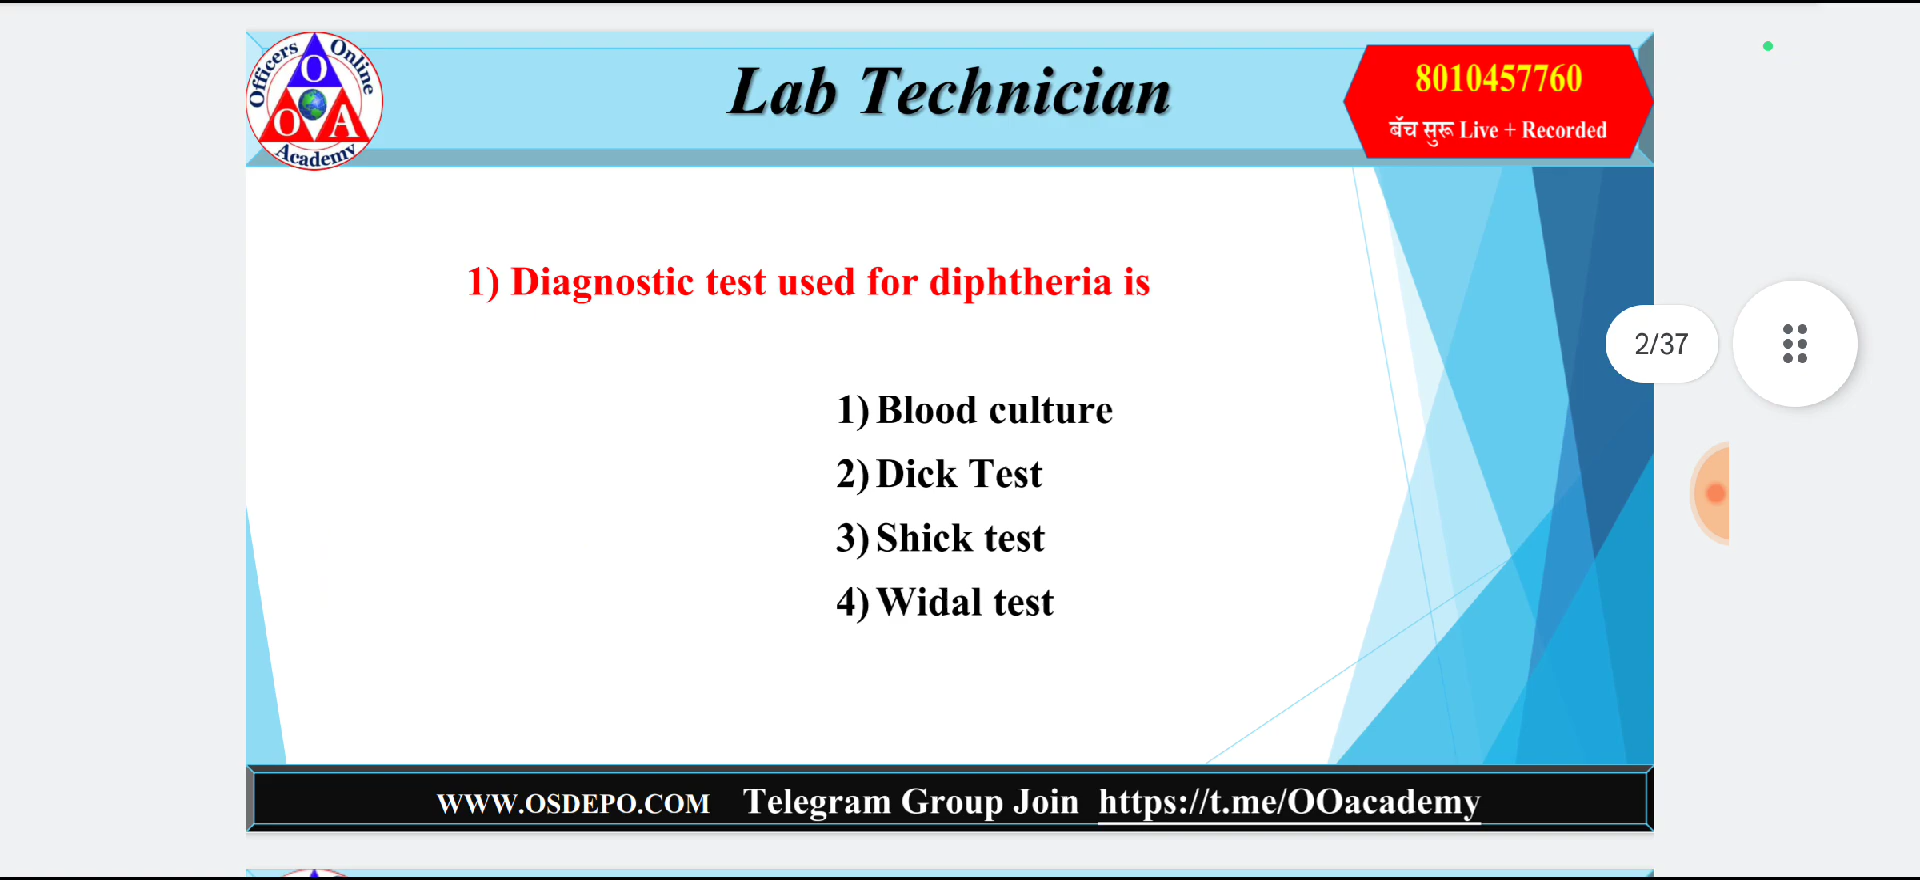 Officers Online
O
O A
Academy
Lab Technician
8010457760
बॅच सुरू Live + Recorded
1) Diagnostic test used for diphtheria is
2/37
1) Blood culture
2) Dick Test
3) Shick test
4) Widal test
WWW.OSDEPO.COM Telegram Group Join https://t.me/OOacademy